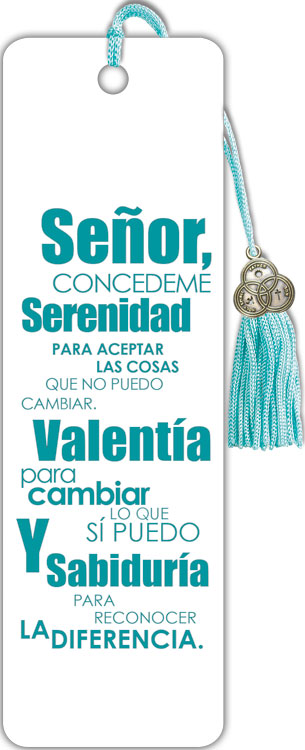 Señor,
CONCEDEME
Serenidad
PARA ACEPTAR
LAS COSAS
QUE NO PUEDO
CAMBIAR.
Valentía
para
cambiar
LO QUE
SÍ PUEDO
Y
Sabiduría
PARA
RECONOCER
LA DIFERENCIA.